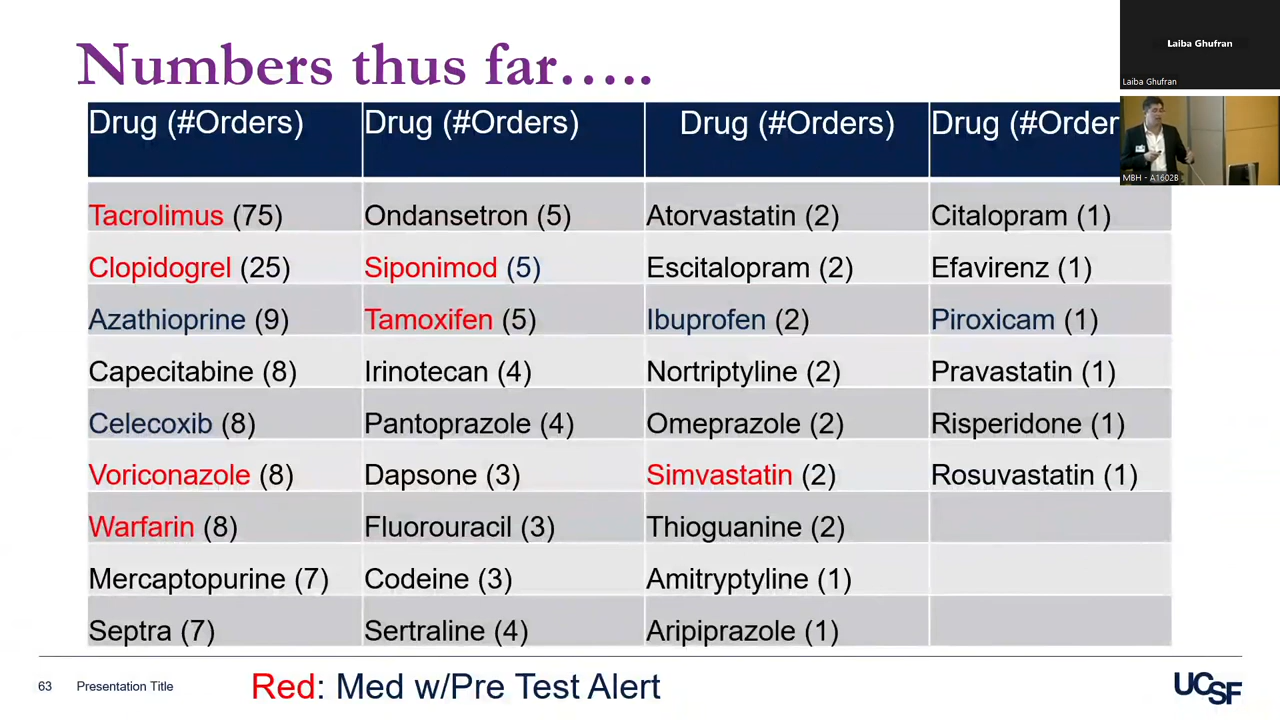 Numbers thus far…..
Laiba Ghufran
Laiba Ghufran
MBH - A1602B
Drug (#Orders) Drug (#Orders) Drug (#Orders) Drug (#Order
Tacrolimus (75) Ondansetron (5) Atorvastatin (2) Citalopram (1)
Clopidogrel (25) Siponimod (5) Escitalopram (2) Efavirenz (1)
Azathioprine (9) Tamoxifen (5) Ibuprofen (2) Piroxicam (1)
Capecitabine (8) Irinotecan (4) Nortriptyline (2) Pravastatin (1)
Celecoxib (8) Pantoprazole (4) Omeprazole (2) Risperidone (1)
Voriconazole (8) Dapsone (3) Simvastatin (2) Rosuvastatin (1)
Warfarin (8) Fluorouracil (3) Thioguanine (2)
Mercaptopurine (7) Codeine (3) Amitryptyline (1)
Septra (7) Sertraline (4) Aripiprazole (1)
63 Presentation Title Red: Med w/Pre Test Alert UCSF